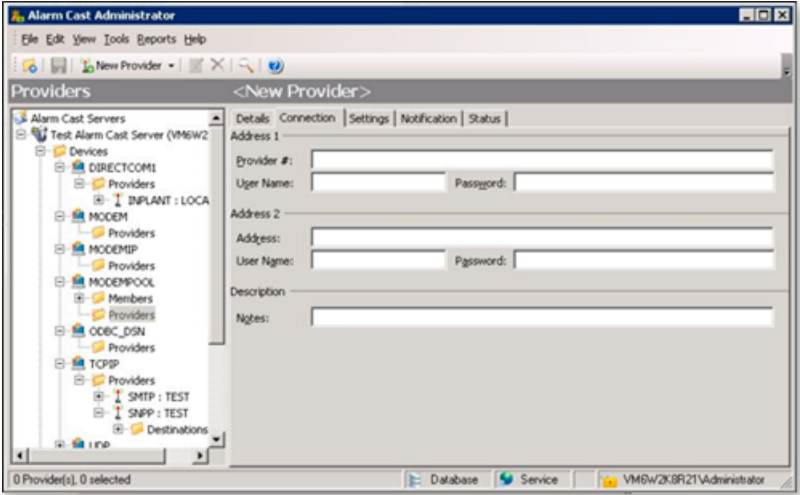 Alarm Cast Administrator
File Edit View Tools Reports Help
New Provider
Providers
<New Provider>
Alarm Cast Servers
Test Alarm Cast Server (VM6W2
Devices
DIRECTCOM1
Providers
INPLANT : LOCA
MODEM
Providers
MODEMIP
Providers
MODEMPOOL
Members
Providers
ODBC_DSN
Providers
TCPIP
Providers
SMTP : TEST
SNPP : TEST
Destinations
UDP
Details Connection Settings Notification Status
Address 1
Provider #:
User Name: Password:
Address 2
Address:
User Name: Password:
Description
Notes:
0 Provider(s), 0 selected Database Service VM6W2K8R21\Administrator